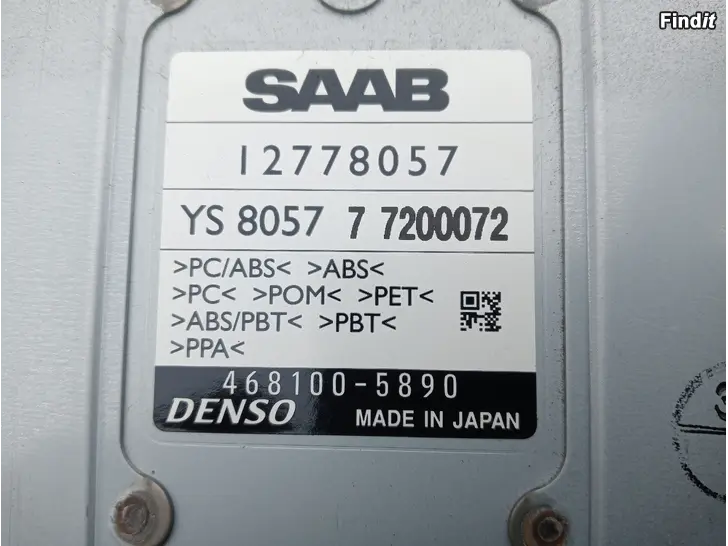 Findit
SAAB
12778057
YS 8057 7 7200072
>PC/ABS< >ABS<
>PC< >POM< >PET<
>ABS/PBT< >PBT<
>PPA<
468100-5890
DENSO MADE IN JAPAN